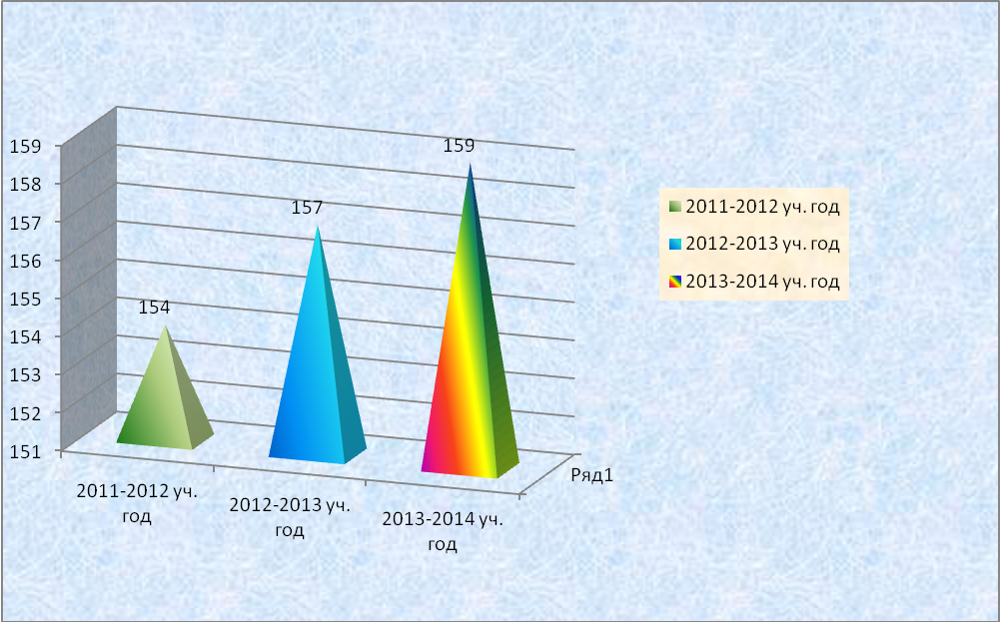 159
158
157
156
155
154
153
152
151
154
157
159
2011-2012 уч.
год
2012-2013 уч.
год
2013-2014 уч.
год
Ряд1
2011-2012 уч. год
2012-2013 уч. год
2013-2014 уч. год